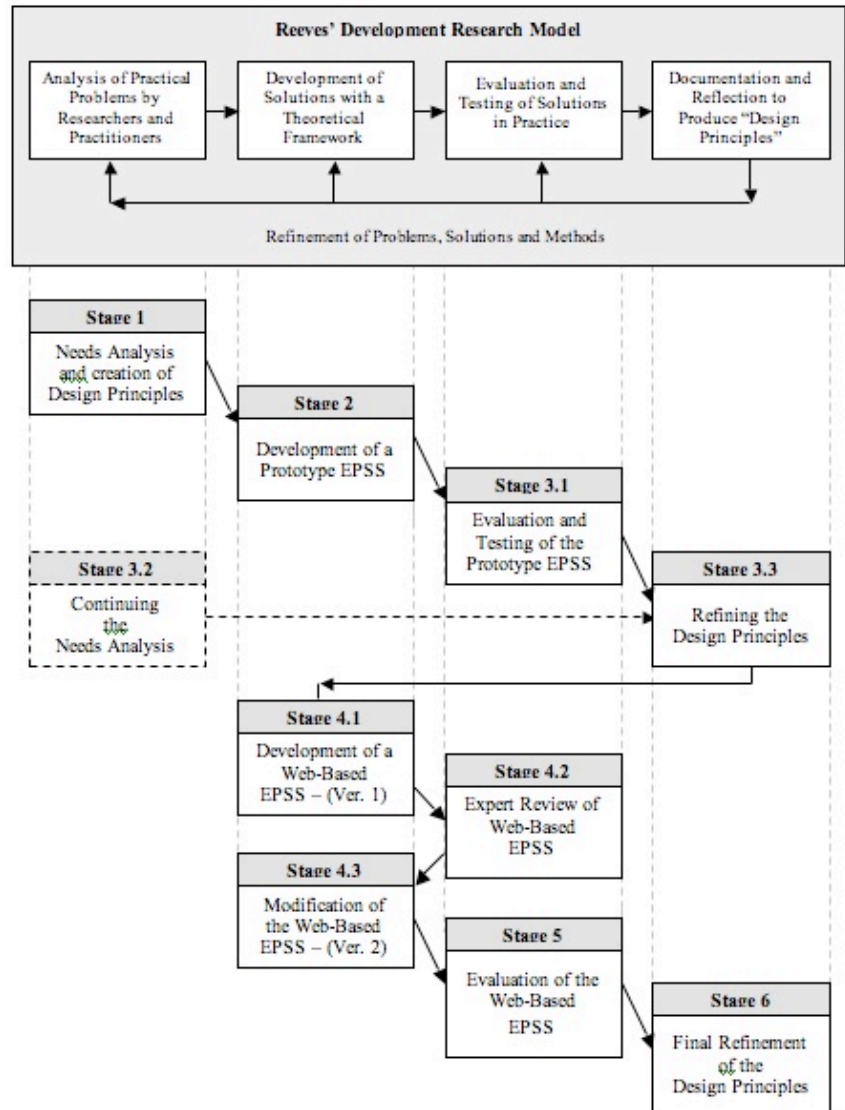 Reeves' Development Research Model
Analysis of Practical
Problems by
Researchers and
Practitioners
Development of
Solutions with a
Theoretical
Framework
Evaluation and
Testing of Solutions
in Practice
Documentation and
Reflection to
Produce “Design
Principles”
Refinement of Problems, Solutions and Methods
Stage 1
Needs Analysis
and creation of
Design Principles
Stage 2
Development of a
Prototype EPSS
Stage 3.1
Evaluation and
Testing of the
Prototype EPSS
Stage 3.2
Continuing
the
Needs Analysis
Stage 3.3
Refining the
Design Principles
Stage 4.1
Development of a
Web-Based
EPSS – (Ver. 1)
Stage 4.2
Expert Review of
Web-Based
EPSS
Stage 4.3
Modification of
the Web-Based
EPSS – (Ver. 2)
Stage 5
Evaluation of the
Web-Based
EPSS
Stage 6
Final Refinement
of the
Design Principles